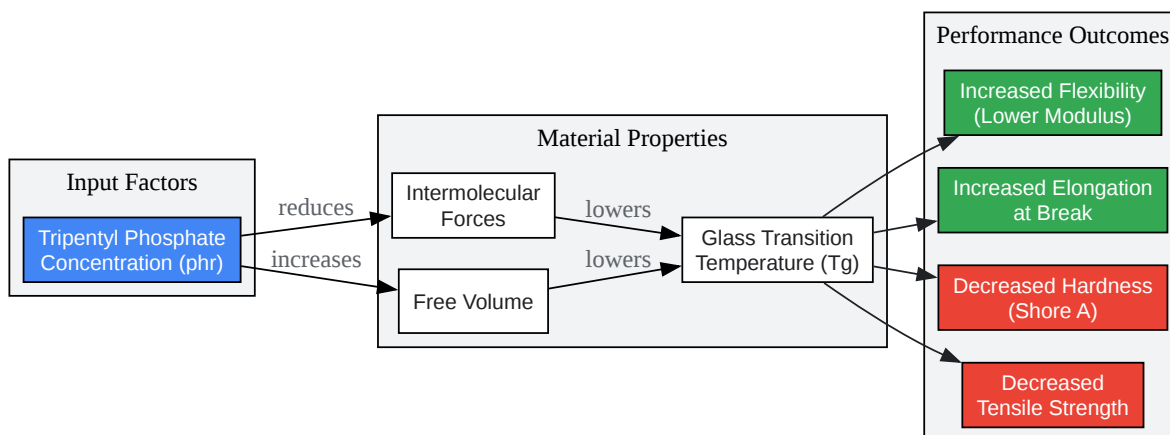 Input Factors
Tripentyl Phosphate
Concentration (phr)
reduces
increases
Material Properties
Intermolecular
Forces
Free Volume
lowers
lowers
Glass Transition
Temperature (Tg)
Performance Outcomes
Increased Flexibility
(Lower Modulus)
Increased Elongation
at Break
Decreased Hardness
(Shore A)
Decreased
Tensile Strength